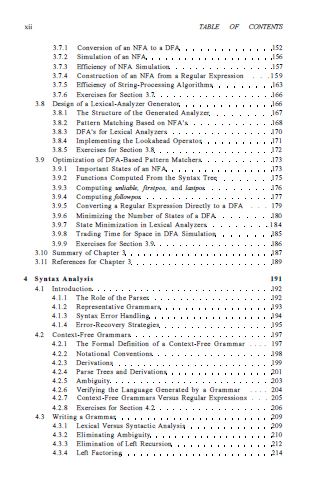 xii TABLE OF CONTENTS
3.7.1 Conversion of an NFA to a DFA 152
3.7.2 Simulation of an NFA 156
3.7.3 Efficiency of NFA Simulation 157
3.7.4 Construction of an NFA from a Regular Expression . . . 159
3.7.5 Efficiency of String-Processing Algorithms 163
3.7.6 Exercises for Section 3.7 166
3.8 Design of a Lexical-Analyzer Generator 166
3.8.1 The Structure of the Generated Analyzer 167
3.8.2 Pattern Matching Based on NFA's 168
3.8.3 DFA's for Lexical Analyzers 170
3.8.4 Implementing the Lookahead Operator 171
3.8.5 Exercises for Section 3.8 172
3.9 Optimization of DFA-Based Pattern Matchers 173
3.9.1 Important States of an NFA 173
3.9.2 Functions Computed From the Syntax Tree 175
3.9.3 Computing nullable, firstpos, and lastpos 176
3.9.4 Computing followpos 177
3.9.5 Converting a Regular Expression Directly to a DFA . . . 179
3.9.6 Minimizing the Number of States of a DFA 180
3.9.7 State Minimization in Lexical Analyzers 184
3.9.8 Trading Time for Space in DFA Simulation 185
3.9.9 Exercises for Section 3.9 186
3.10 Summary of Chapter 3 187
3.11 References for Chapter 3 189
4 Syntax Analysis 191
4.1 Introduction 192
4.1.1 The Role of the Parser 192
4.1.2 Representative Grammars 193
4.1.3 Syntax Error Handling 194
4.1.4 Error-Recovery Strategies 195
4.2 Context-Free Grammars 197
4.2.1 The Formal Definition of a Context-Free Grammar . . . . 197
4.2.2 Notational Conventions 198
4.2.3 Derivations 199
4.2.4 Parse Trees and Derivations 201
4.2.5 Ambiguity 203
4.2.6 Verifying the Language Generated by a Grammar . . . . 204
4.2.7 Context-Free Grammars Versus Regular Expressions . . . 205
4.2.8 Exercises for Section 4.2 206
4.3 Writing a Grammar 209
4.3.1 Lexical Versus Syntactic Analysis 209
4.3.2 Eliminating Ambiguity 210
4.3.3 Elimination of Left Recursion 212
4.3.4 Left Factoring 214